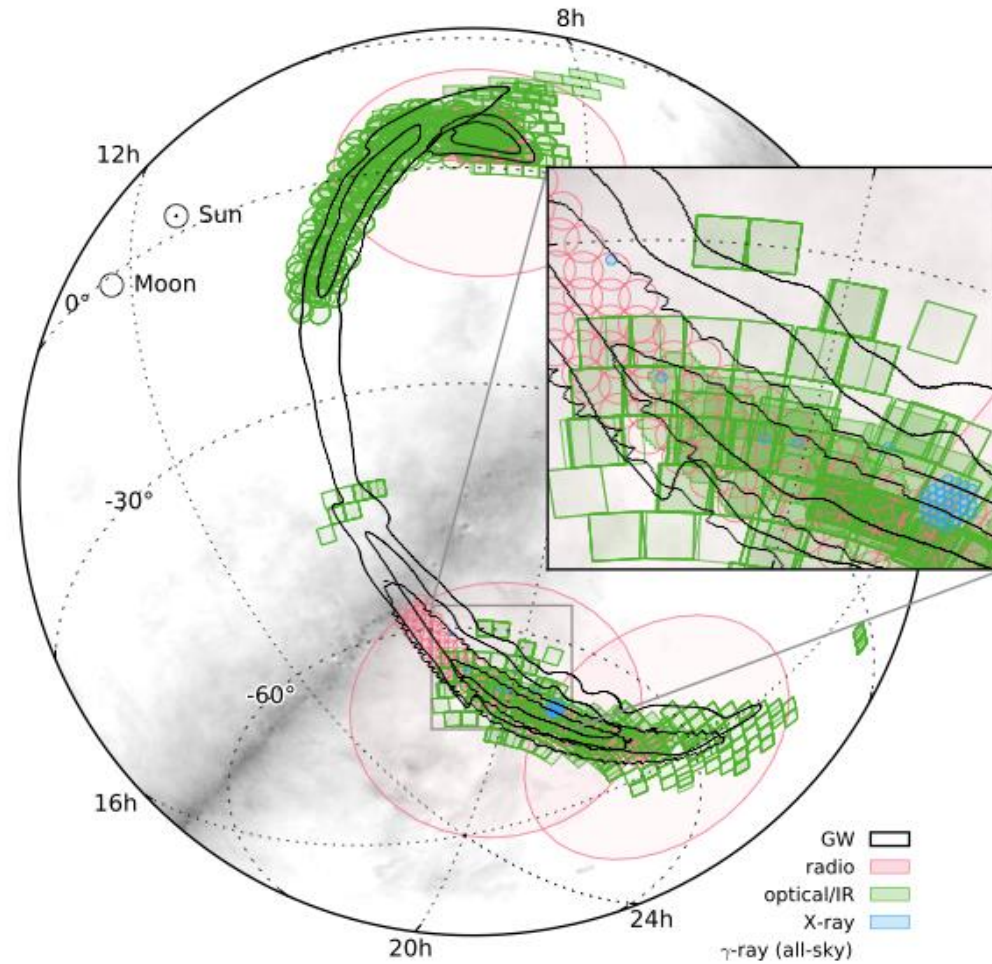 8h
12h
Sun
Moon
0°
-30°
-60°
16h
20h
24h
GW
radio
optical/IR
X-ray
γ-ray (all-sky)